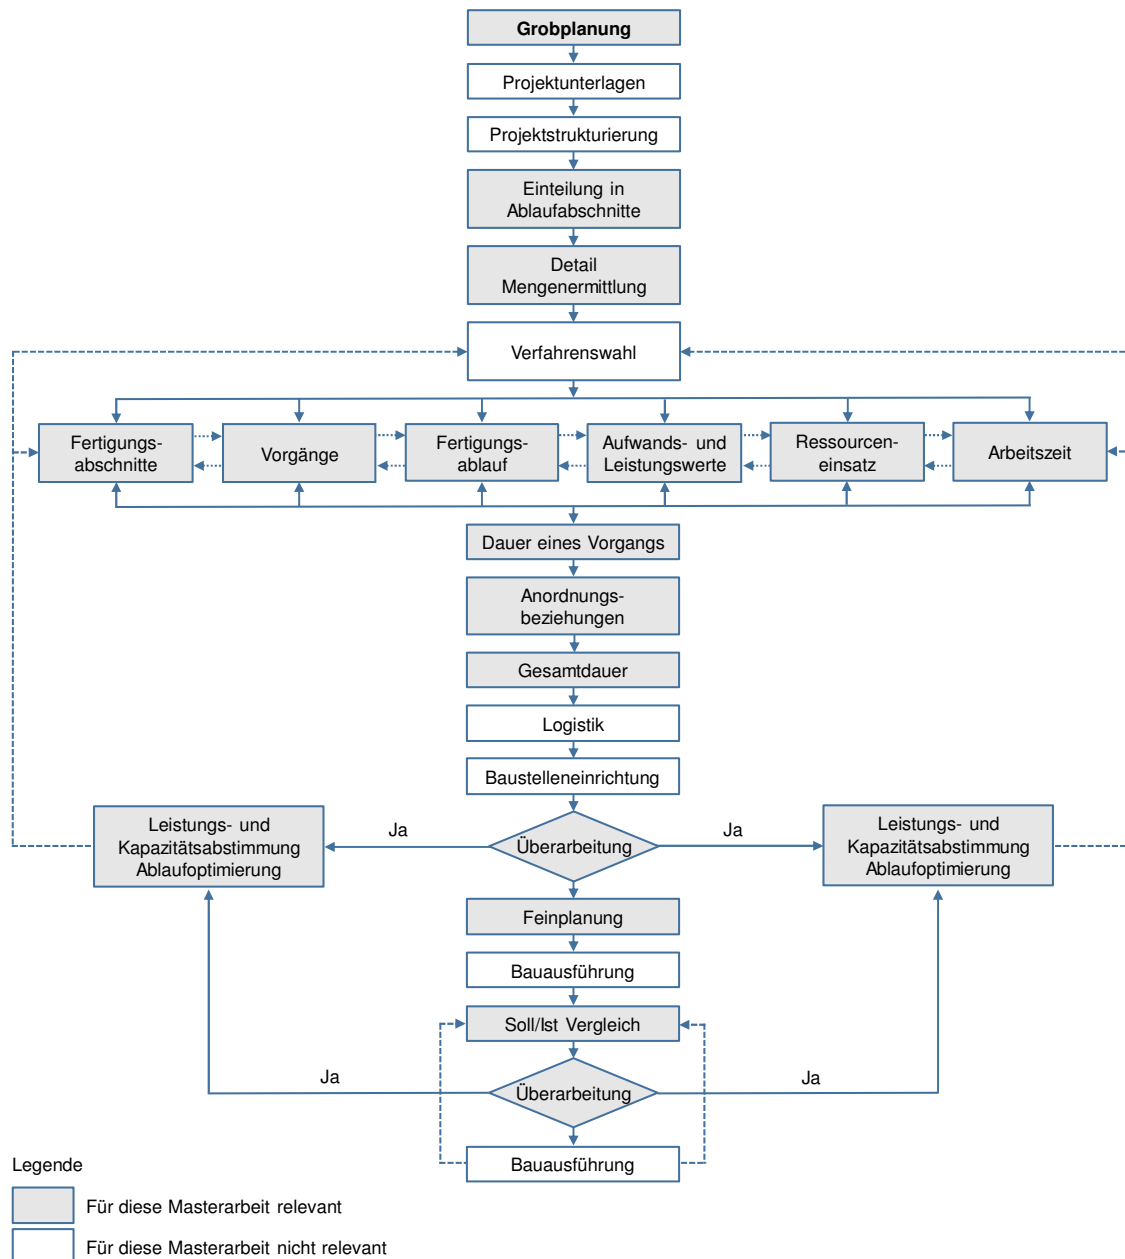 Grobplanung
Projektunterlagen
Projektstrukturierung
Einteilung in
Ablaufabschnitte
Detail
Mengenermittlung
Verfahrenswahl
Fertigungs-
abschnitte
Vorgänge
Fertigungs-
ablauf
Aufwands- und
Leistungswerte
Ressourcen-
einsatz
Arbeitszeit
Dauer eines Vorgangs
Anordnungs-
beziehungen
Gesamtdauer
Logistik
Baustelleneinrichtung
Leistungs- und
Kapazitätsabstimmung
Ablaufoptimierung
Ja
Überarbeitung
Ja
Leistungs- und
Kapazitätsabstimmung
Ablaufoptimierung
Feinplanung
Bauausführung
Soll/Ist Vergleich
Ja
Überarbeitung
Ja
Bauausführung
Legende
Für diese Masterarbeit relevant
Für diese Masterarbeit nicht relevant